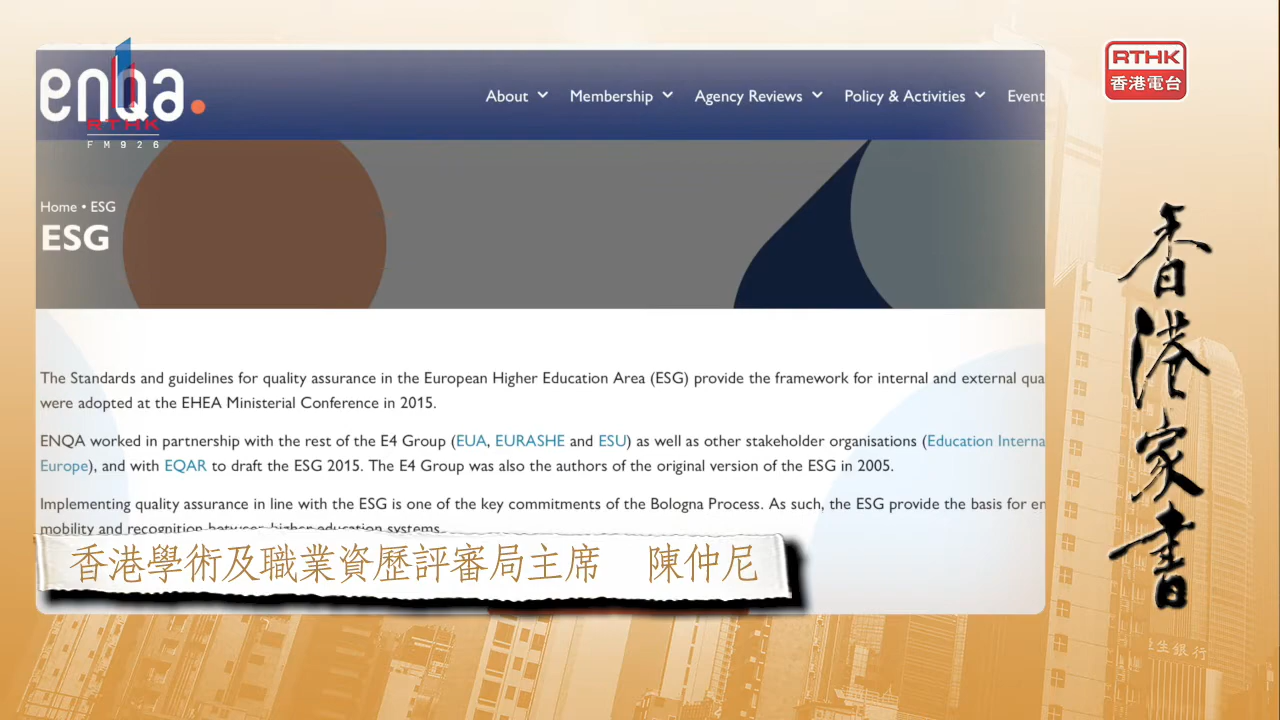 enqa.
RTHK
FM926
About
Membership
Agency Reviews
Policy & Activities
Event
RTHK
香港電台
Home • ESG
ESG
The Standards and guidelines for quality assurance in the European Higher Education Area (ESG) provide the framework for internal and external qua
were adopted at the EHEA Ministerial Conference in 2015.
ENQA worked in partnership with the rest of the E4 Group (EUA, EURASHE and ESU) as well as other stakeholder organisations (Education Interna
Europe), and with EQAR to draft the ESG 2015. The E4 Group was also the authors of the original version of the ESG in 2005.
Implementing quality assurance in line with the ESG is one of the key commitments of the Bologna Process. As such, the ESG provide the basis for en
mobility and recognition between higher education systems.
香港學術及職業資歷評審局主席 陳仲尼
香港家書
生銀行